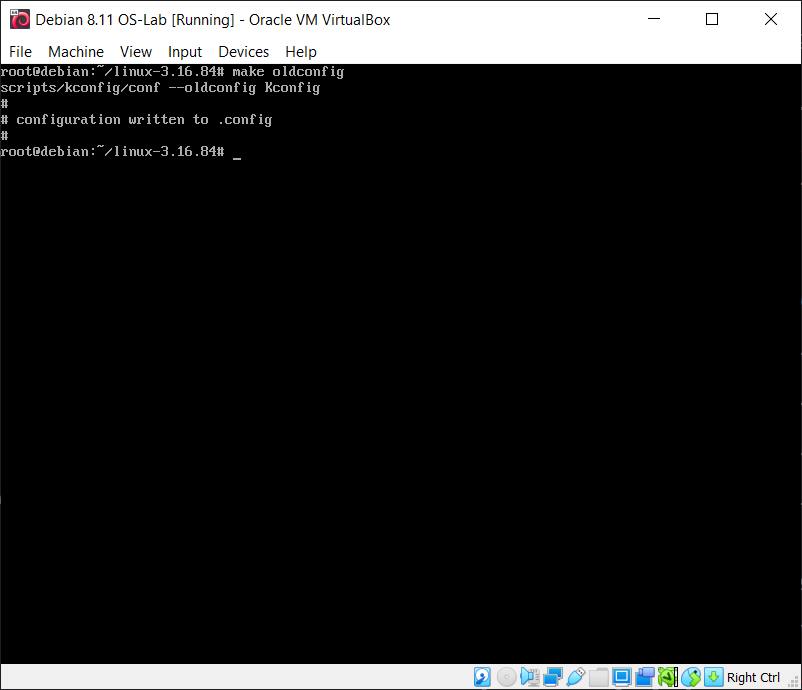 Debian 8.11 OS-Lab [Running] - Oracle VM VirtualBox
File Machine View Input Devices Help
root@debian:~/linux-3.16.84# make oldconfig
scripts/kconfig/conf --oldconfig Kconfig
#
# configuration written to .config
#
root@debian:~/linux-3.16.84# _
Right Ctrl